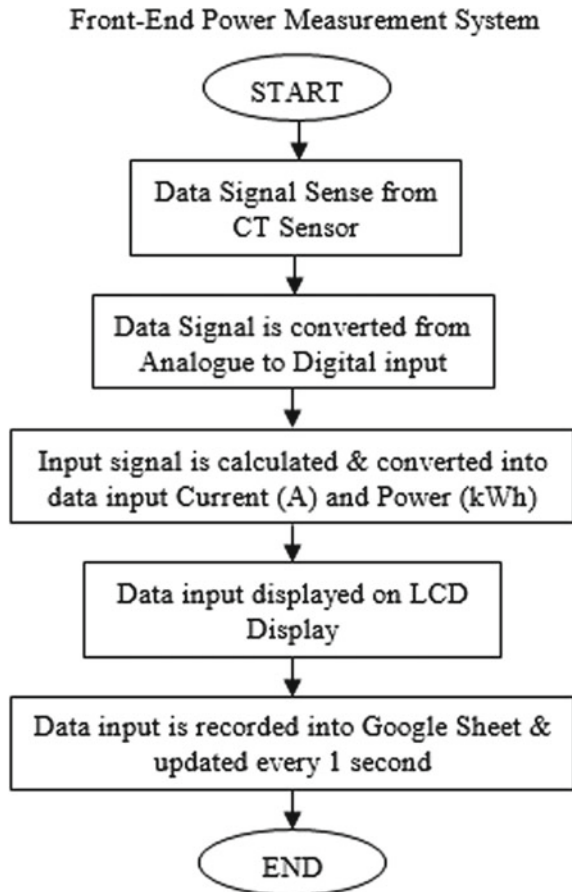 Front-End Power Measurement System
START
Data Signal Sense from
CT Sensor
Data Signal is converted from
Analogue to Digital input
Input signal is calculated & converted into
data input Current (A) and Power (kWh)
Data input displayed on LCD
Display
Data input is recorded into Google Sheet &
updated every 1 second
END